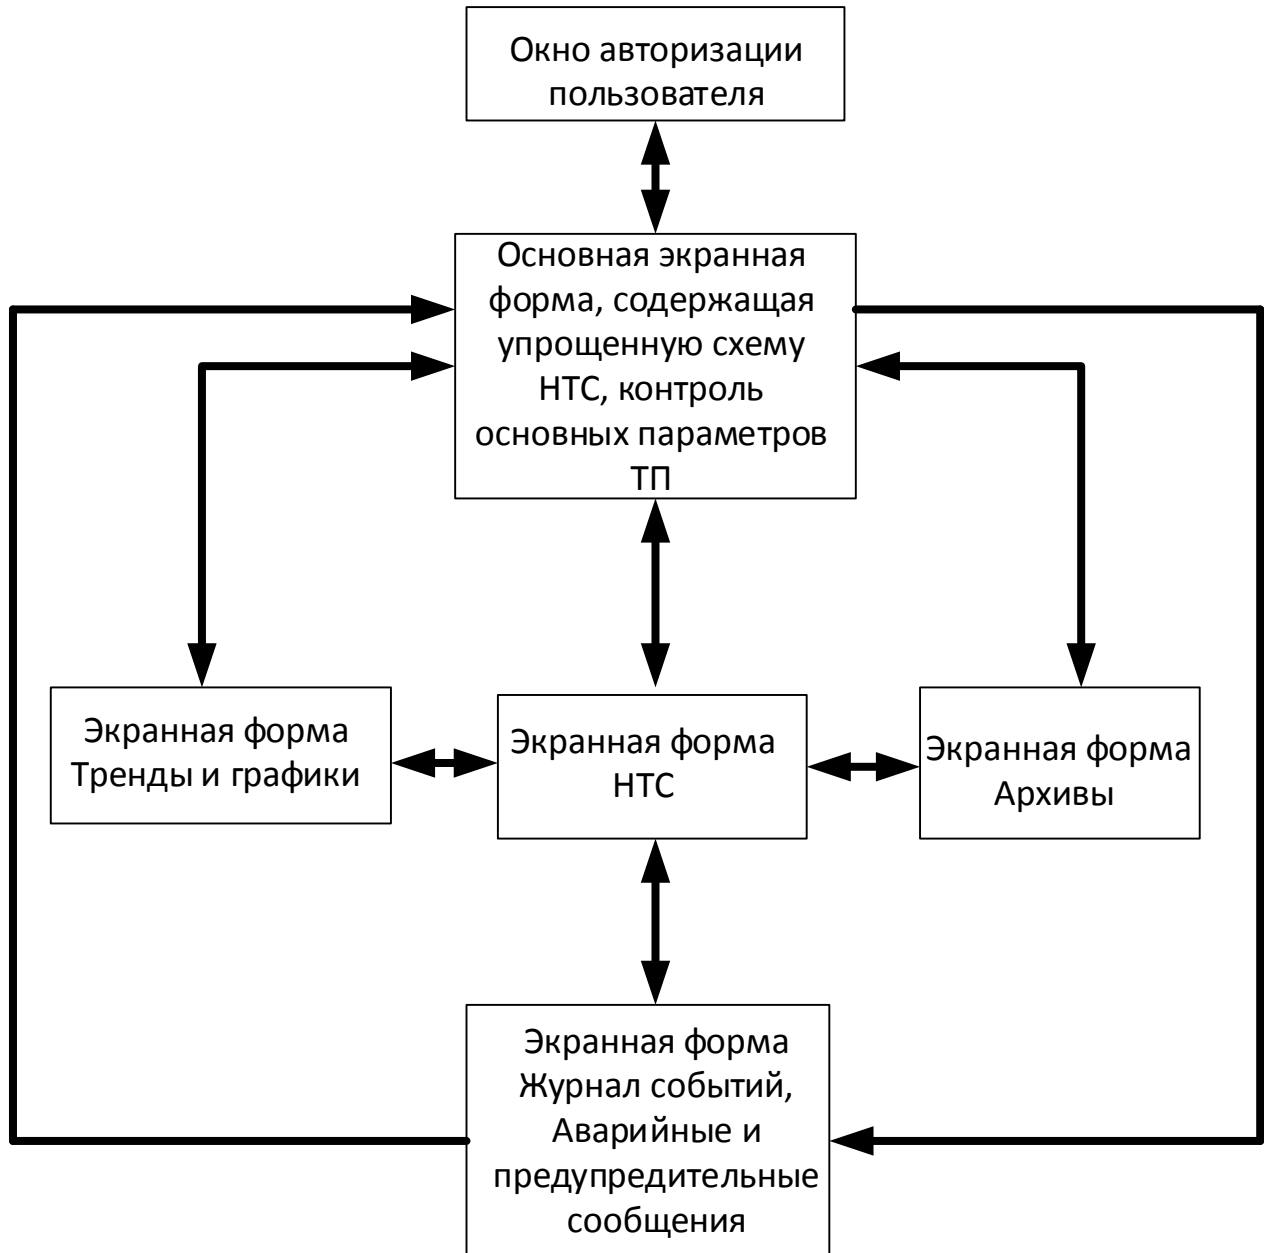 Окно авторизации
пользователя
Основная экранная
форма, содержащая
упрощенную схему
НТС, контроль
основных параметров
ТП
Экранная форма
Тренды и графики
Экранная форма
НТС
Экранная форма
Архивы
Экранная форма
Журнал событий,
Аварийные и
предупредительные
сообщения